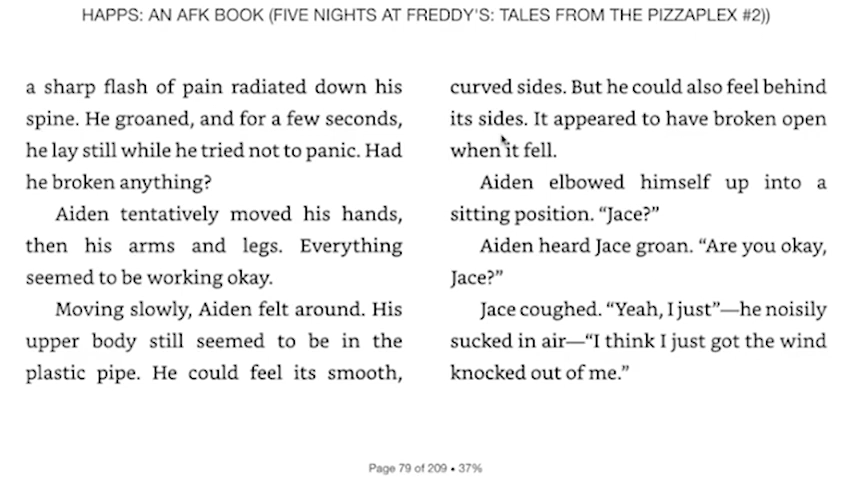 HAPPS: AN AFK BOOK (FIVE NIGHTS AT FREDDY'S: TALES FROM THE PIZZAPLEX #2))
a sharp flash of pain radiated down his
spine. He groaned, and for a few seconds,
he lay still while he tried not to panic. Had
he broken anything?
Aiden tentatively moved his hands,
then his arms and legs. Everything
seemed to be working okay.
Moving slowly, Aiden felt around. His
upper body still seemed to be in the
plastic pipe. He could feel its smooth,
curved sides. But he could also feel behind
its sides. It appeared to have broken open
when it fell.
Aiden elbowed himself up into a
sitting position. “Jace?”
Aiden heard Jace groan. “Are you okay,
Jace?”
Jace coughed. “Yeah, I just”—he noisily
sucked in air—“I think I just got the wind
knocked out of me.”
Page 79 of 209 • 37%